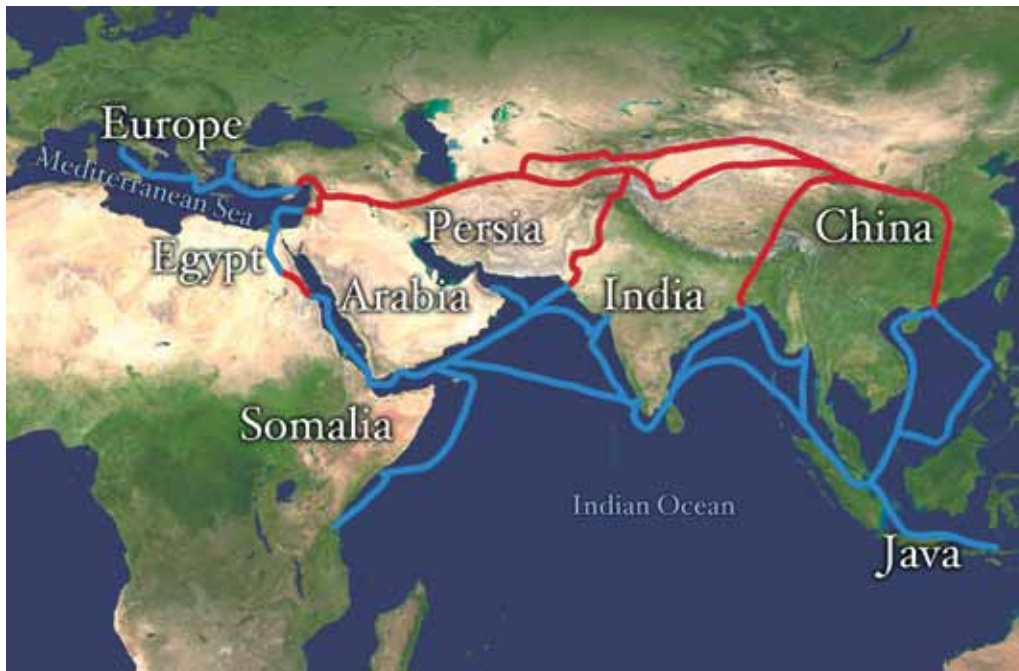 Europe
Mediterranean Sea
Egypt
Arabia
Persia
India
China
Somalia
Indian Ocean
Java